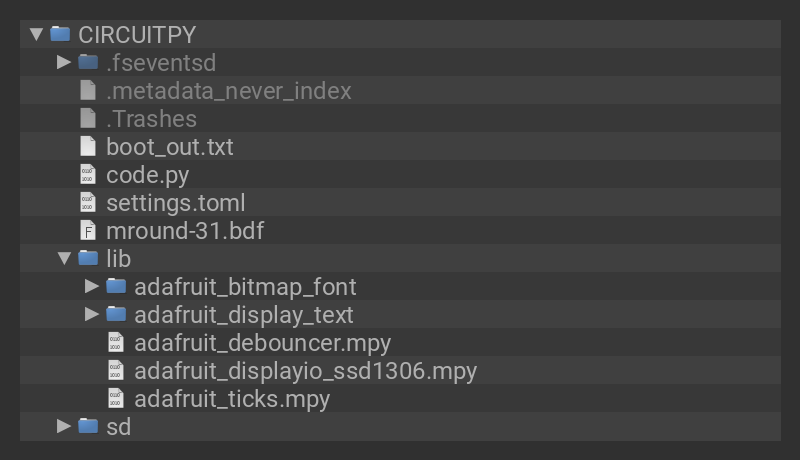 CIRCUITPY
.fseventsd
.metadata_never_index
.Trashes
boot_out.txt
code.py
settings.toml
mround-31.bdf
lib
adafruit_bitmap_font
adafruit_display_text
adafruit_debouncer.mpy
adafruit_displayio_ssd1306.mpy
adafruit_ticks.mpy
sd